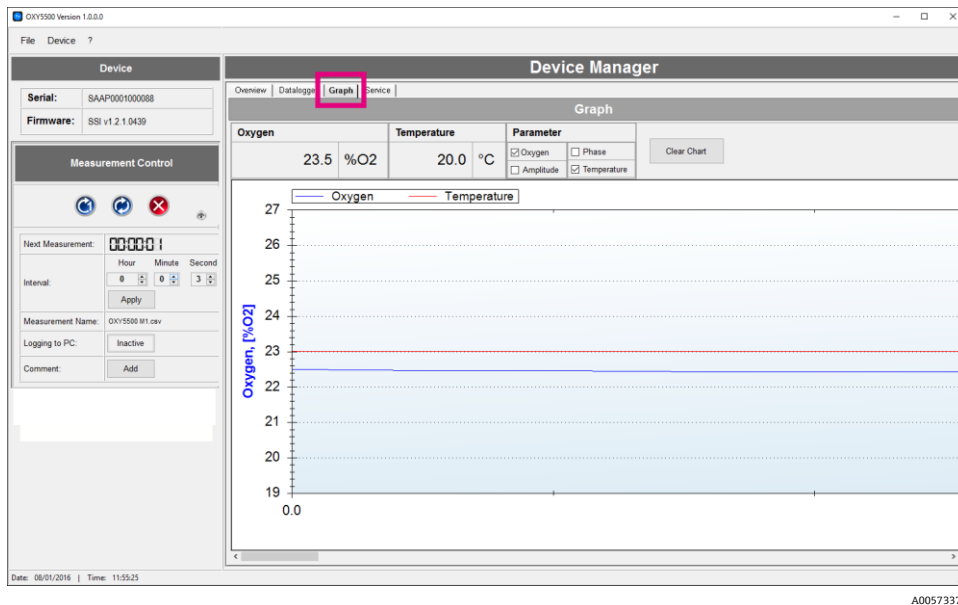 OXY5500 Version 1.0.0.0
File Device ?
Device
Serial: SAAP0001000088
Firmware: SSI v1.2.1.0439
Measurement Control
Next Measurement: 00:00:01
Hour Minute Second
Interval: 0 0 3
Apply
Measurement Name: OXY5500 M1.csv
Logging to PC: Inactive
Comment: Add
Device Manager
Overview Datalogger Graph Service
Graph
Oxygen Temperature Parameter
23.5 %O2 20.0 °C Oxygen Phase Clear Chart
Amplitude Temperature
Oxygen Temperature
27
26
25
24
23
22
21
20
19
Oxygen, [%O2]
0.0
Date: 08/01/2016 | Time: 11:55:25
A0057337